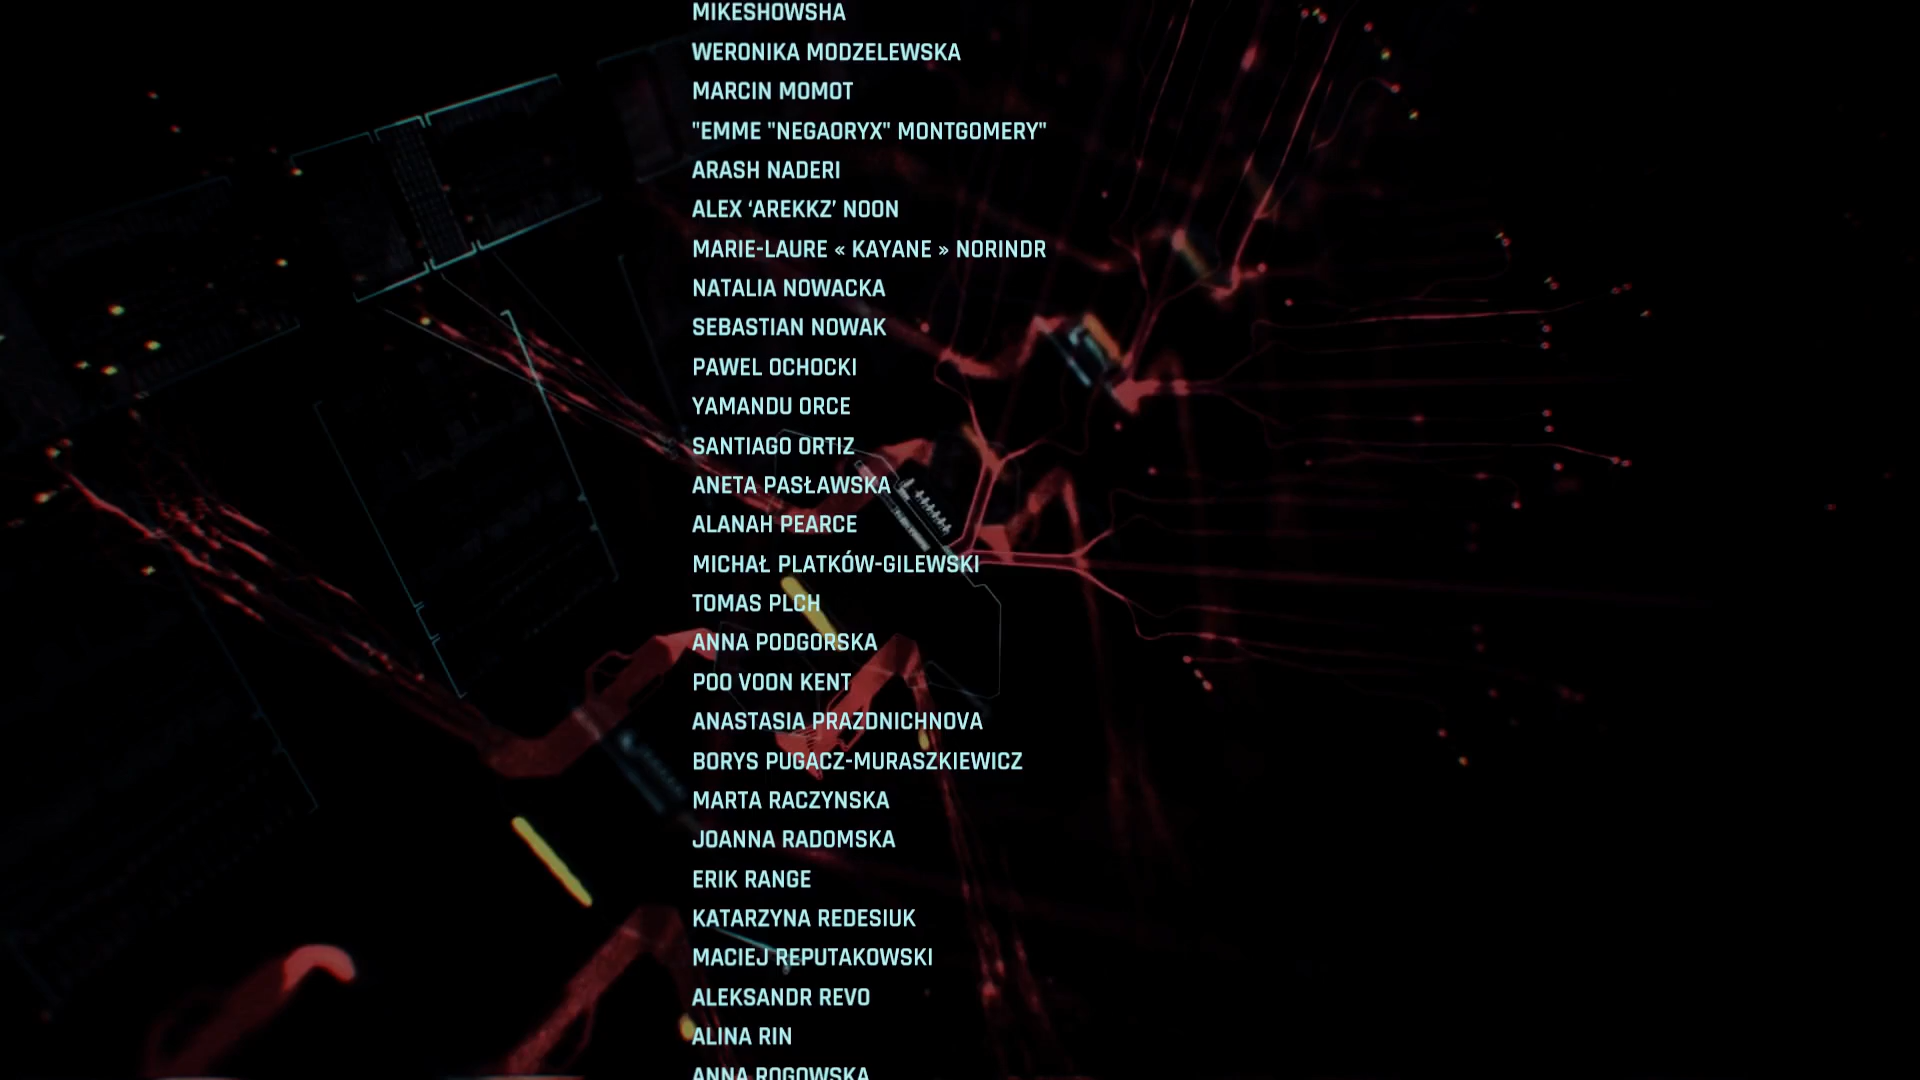 MIKESHOWSHA
WERONIKA MODZELEWSKA
MARCIN MOMOT
"EMME "NEGAORYX" MONTGOMERY"
ARASH NADERI
ALEX ‘AREKKZ’ NOON
MARIE-LAURE « KAYANE » NORINDR
NATALIA NOWACKA
SEBASTIAN NOWAK
PAWEL OCHOCKI
YAMANDU ORCE
SANTIAGO ORTIZ
ANETA PASŁAWSKA
ALANAH PEARCE
MICHAŁ PLATKÓW-GILEWSKI
TOMAS PLCH
ANNA PODGORSKA
POO VOON KENT
ANASTASIA PRAZDNICHNOVA
BORYS PUGACZ-MURASZKIEWICZ
MARTA RACZYNSKA
JOANNA RADOMSKA
ERIK RANGE
KATARZYNA REDESIUK
MACIEJ REPUTAKOWSKI
ALEKSANDR REVO
ALINA RIN
ANNA ROGOWSKA